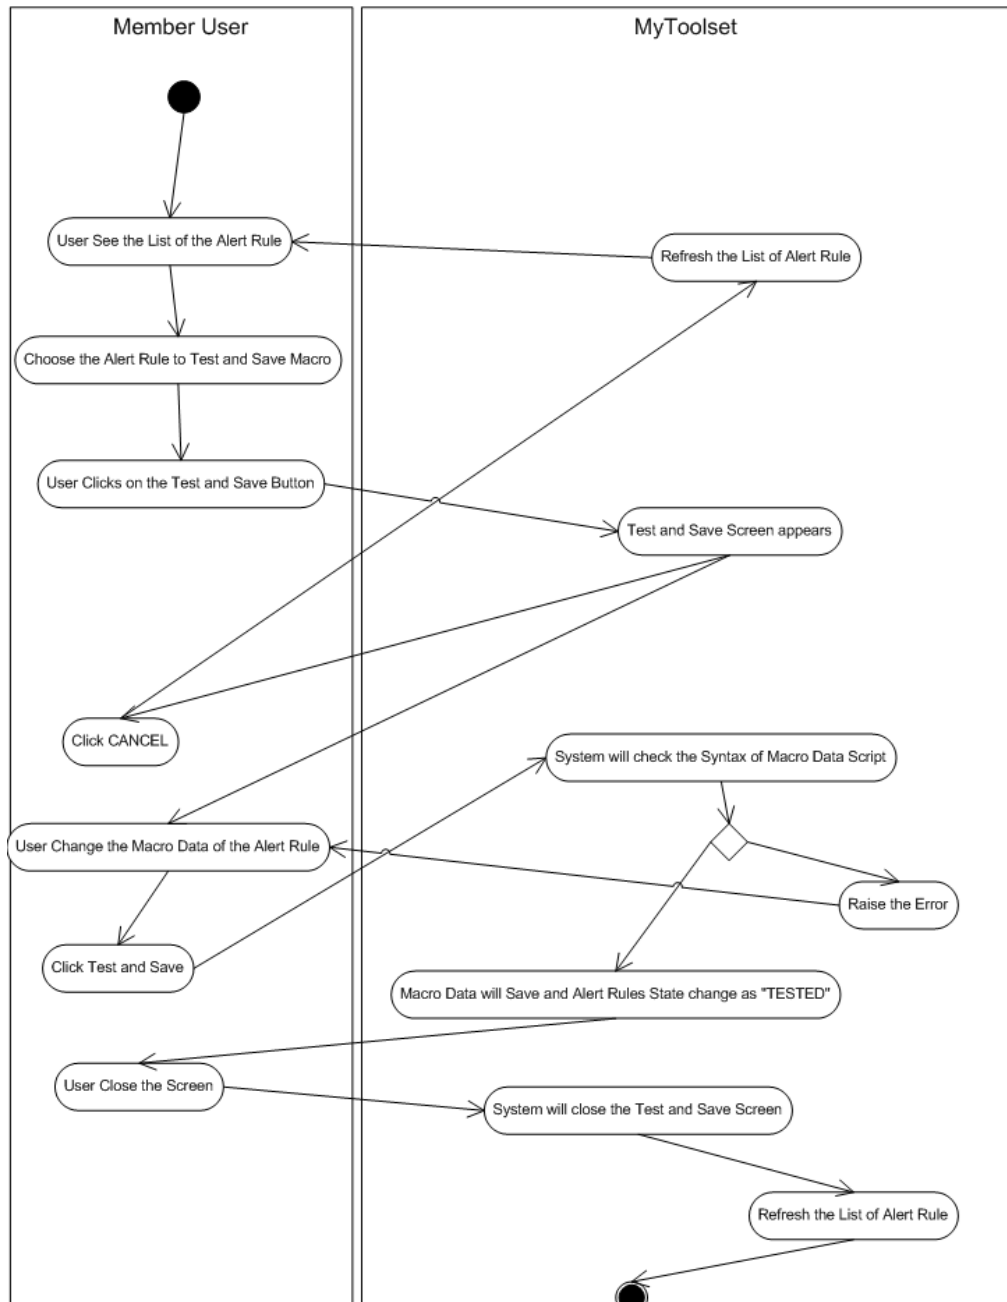 Member User
MyToolset
User See the List of the Alert Rule
Refresh the List of Alert Rule
Choose the Alert Rule to Test and Save Macro
User Clicks on the Test and Save Button
Test and Save Screen appears
Click CANCEL
System will check the Syntax of Macro Data Script
User Change the Macro Data of the Alert Rule
Raise the Error
Click Test and Save
Macro Data will Save and Alert Rules State change as "TESTED"
User Close the Screen
System will close the Test and Save Screen
Refresh the List of Alert Rule